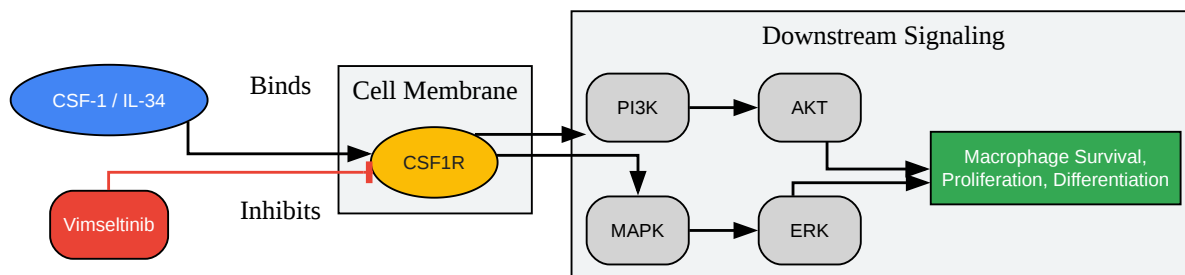 Downstream Signaling
Binds
Cell Membrane
CSF-1 / IL-34
PI3K
AKT
CSF1R
Macrophage Survival,
Proliferation, Differentiation
Inhibits
Vimseltinib
MAPK
ERK